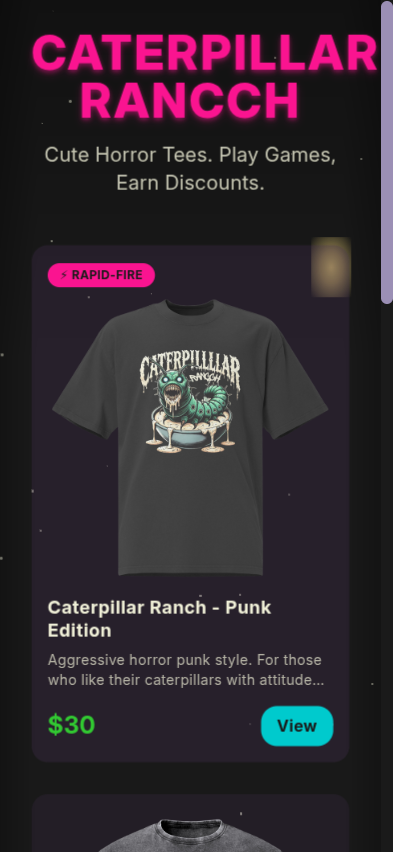 CATERPILLAR
RANCCH
Cute Horror Tees. Play Games,
Earn Discounts.
⚡ RAPID-FIRE
CATERPILLLLAR
RANCCH
Caterpillar Ranch - Punk
Edition
Aggressive horror punk style. For those
who like their caterpillars with attitude...
$30
View